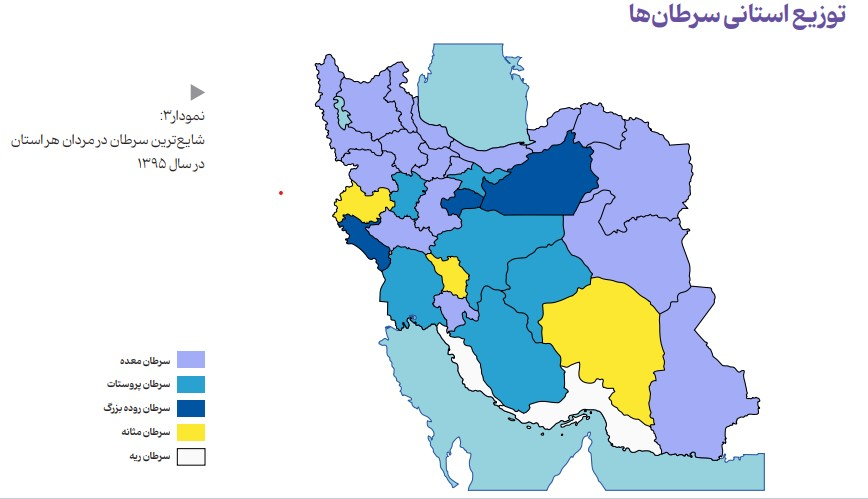 توزیع استانی سرطان‌ها
نمودار۳:
شایع‌ترین سرطان در مردان هر استان
در سال ۱۳۹۵
سرطان معده
سرطان پروستات
سرطان روده بزرگ
سرطان مثانه
سرطان ریه